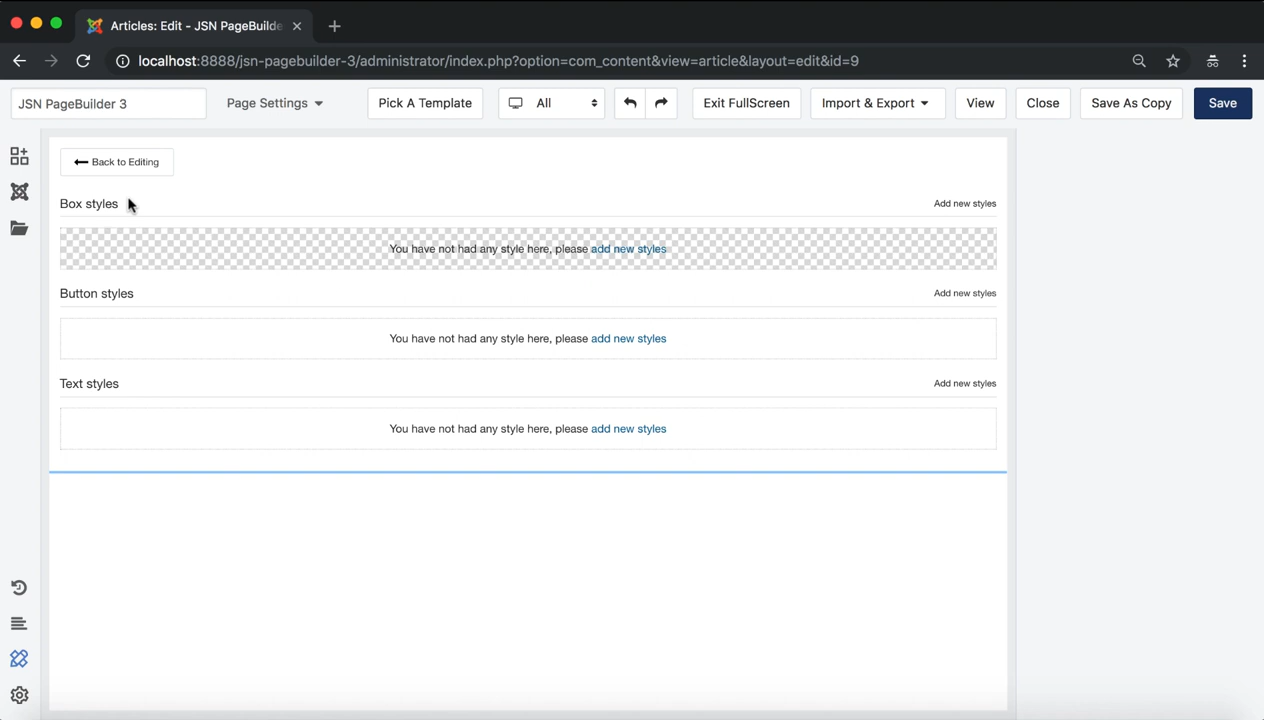 Articles: Edit - JSN PageBuilde
localhost:8888/jsn-pagebuilder-3/administrator/index.php?option=com_content&view=article&layout=edit&id=9
JSN PageBuilder 3 Page Settings Pick A Template All Exit FullScreen Import & Export View Close Save As Copy Save
Back to Editing
Box styles Add new styles
You have not had any style here, please add new styles
Button styles Add new styles
You have not had any style here, please add new styles
Text styles Add new styles
You have not had any style here, please add new styles